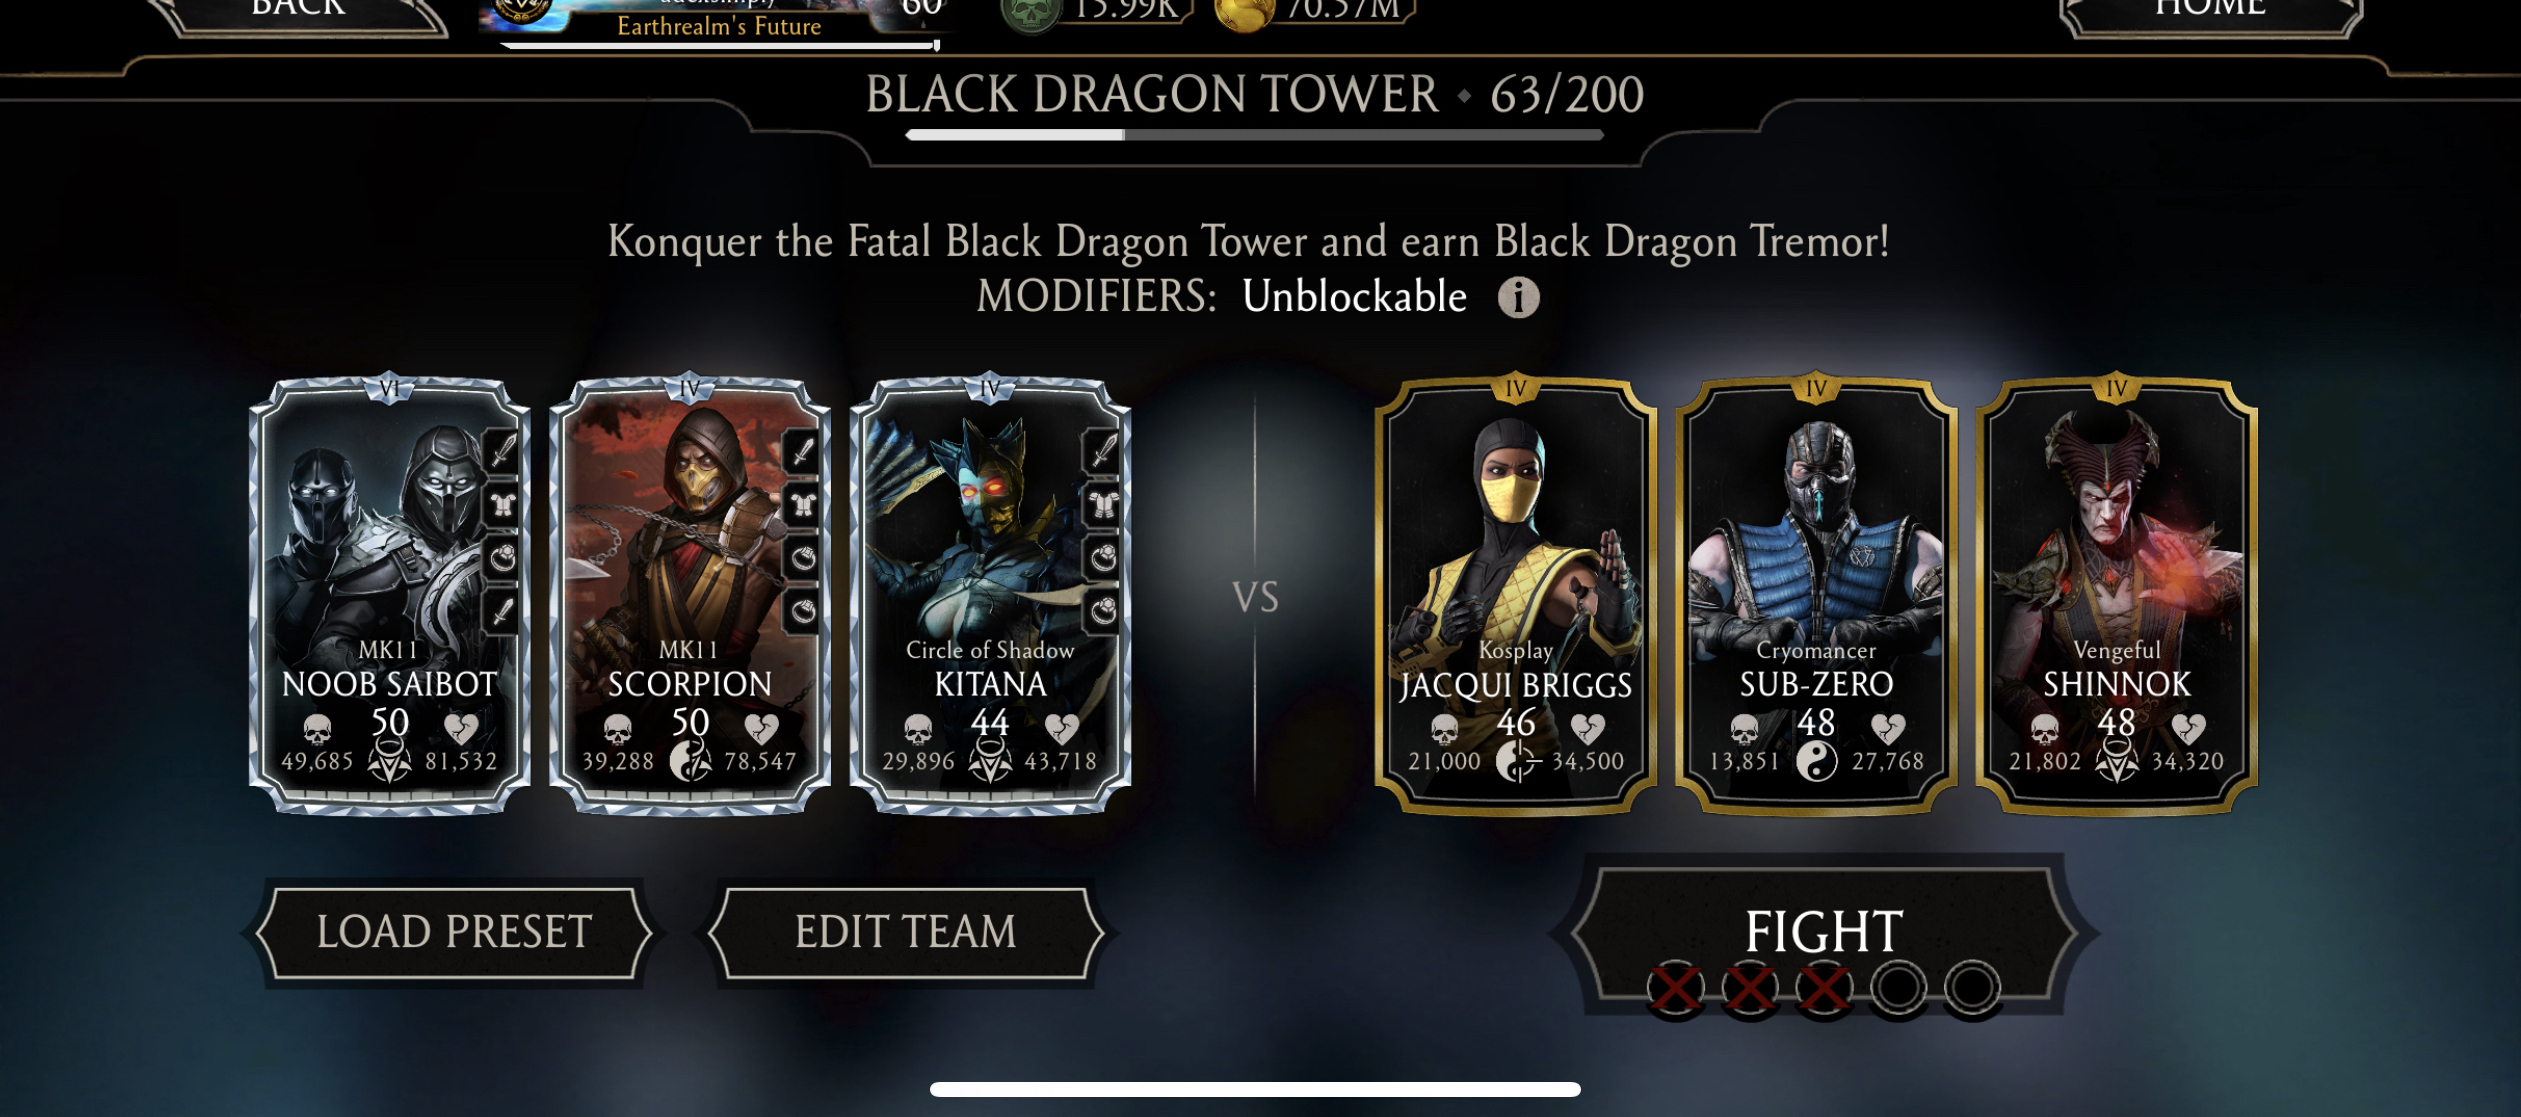 BACK
60
Earthrealm's Future
15.99K
70.57M
HOME
BLACK DRAGON TOWER ◆ 63/200
Konquer the Fatal Black Dragon Tower and earn Black Dragon Tremor!
MODIFIERS: Unblockable i
VI
IV
IV
IV
IV
IV
MK11
NOOB SAIBOT
50
49,685 81,532
MK11
SCORPION
50
39,288 78,547
Circle of Shadow
KITANA
44
29,896 43,718
VS
Kosplay
JACQUI BRIGGS
46
21,000 34,500
Cryomancer
SUB-ZERO
48
13,851 27,768
Vengeful
SHINNOK
48
21,802 34,320
LOAD PRESET
EDIT TEAM
FIGHT